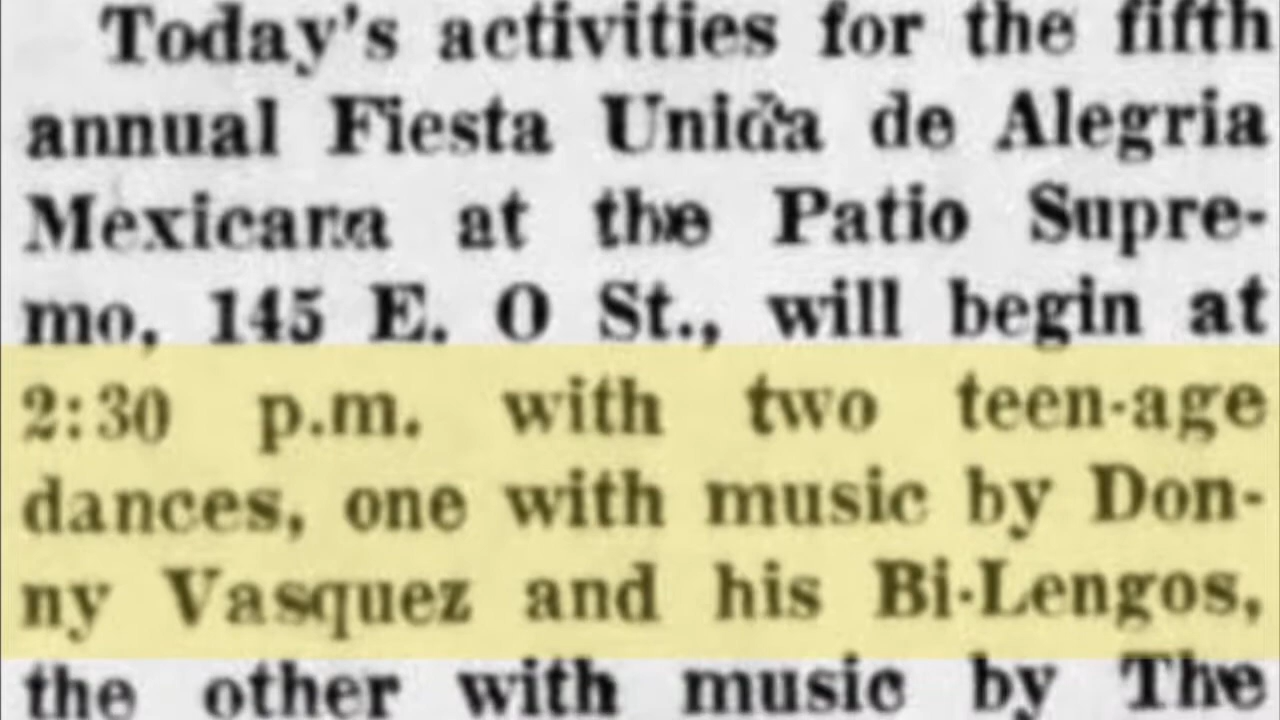 Today's activities for the fifth
annual Fiesta Unida de Alegria
Mexicana at the Patio Supre-
mo, 145 E. O St., will begin at
2:30 p.m. with two teen-age
dances, one with music by Don-
ny Vasquez and his Bi-Lengos,
the other with music by The